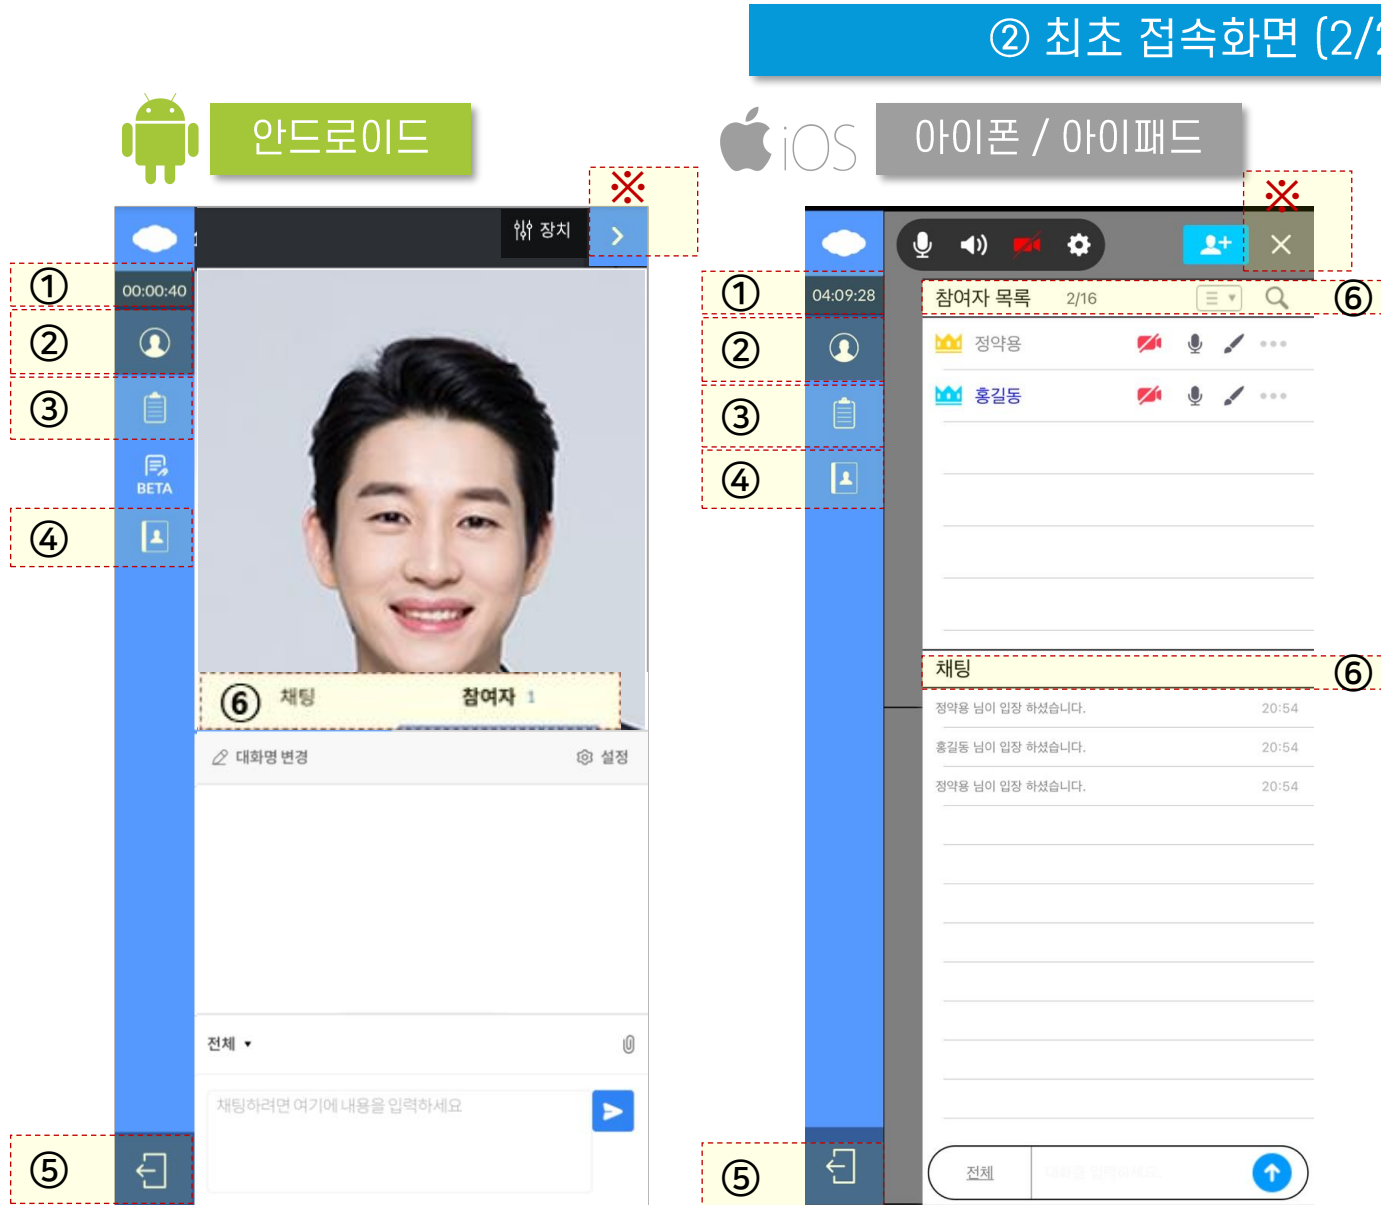 ② 최초 접속화면 (2/2
안드로이드
iOS
아이폰 / 아이패드
※
장치
①
00:00:40
②
③
BETA
④
⑥ 채팅 참여자 1
대화명 변경
설정
전체 ▼
채팅하려면 여기에 내용을 입력하세요
⑤
※
①
04:09:28
참여자 목록 2/16
⑥
②
정약용
③
홍길동
④
채팅
⑥
정약용 님이 입장 하셨습니다. 20:54
홍길동 님이 입장 하셨습니다. 20:54
정약용 님이 입장 하셨습니다. 20:54
⑤
전체